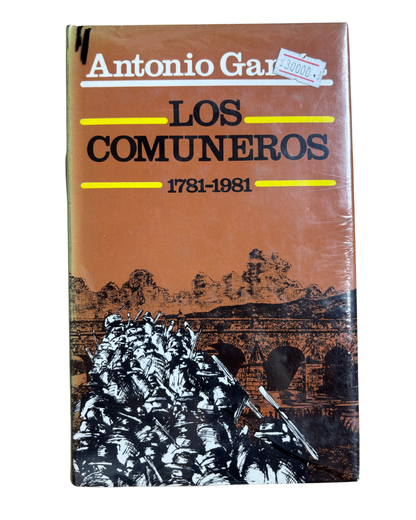 Antonio
$30000.
LOS
COMUNEROS
1781-1981